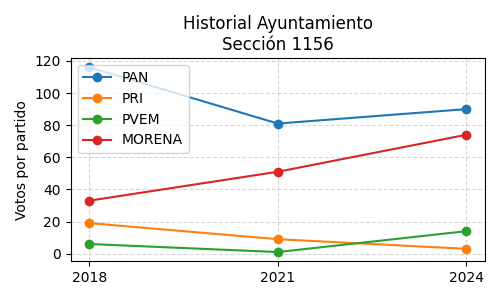 Historial Ayuntamiento
Sección 1156
Votos por partido
120
100
80
60
40
20
0
PAN
PRI
PVEM
MORENA
2018
2021
2024